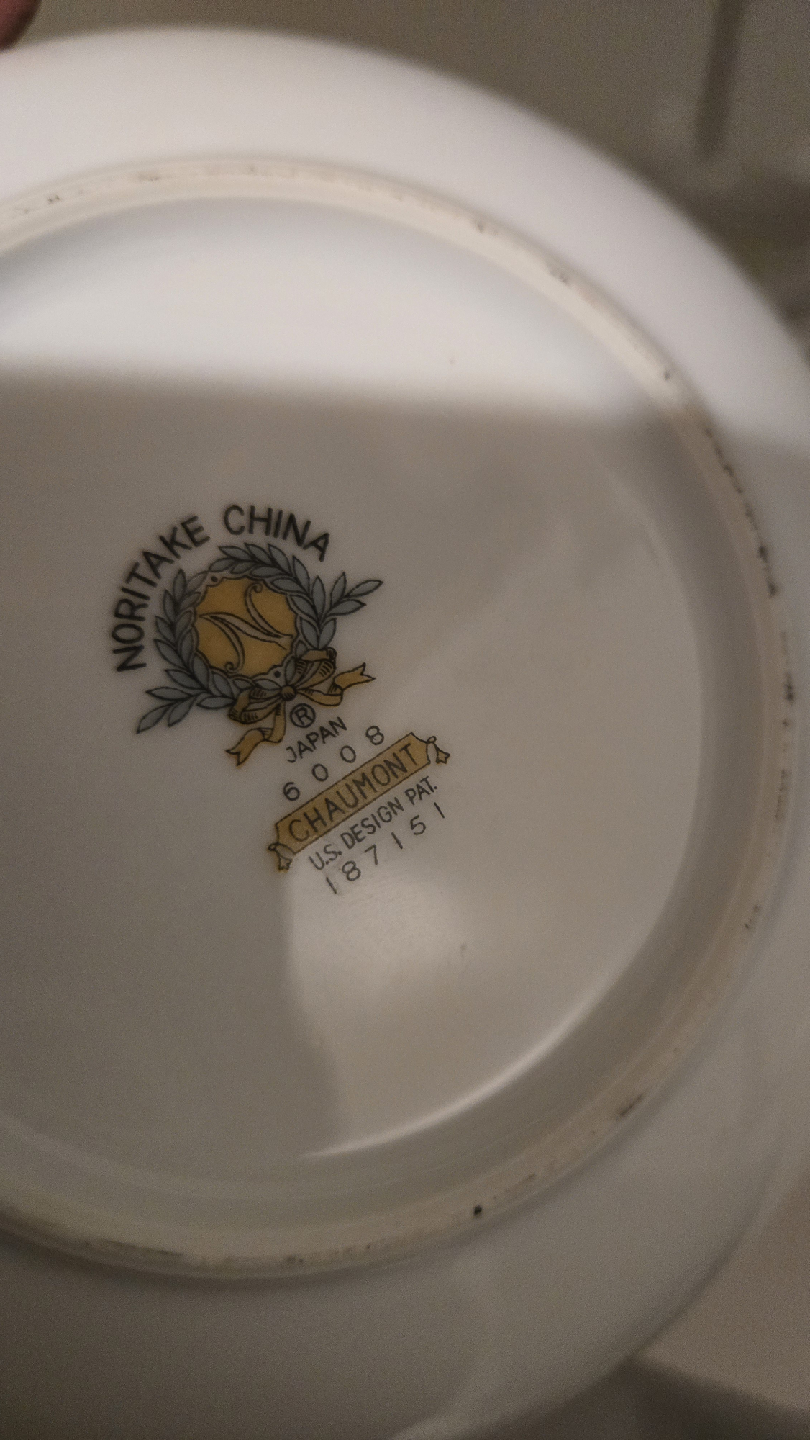 NORITAKE CHINA
N
®
JAPAN
6008
CHAUMONT
U.S. DESIGN PAT.
187151